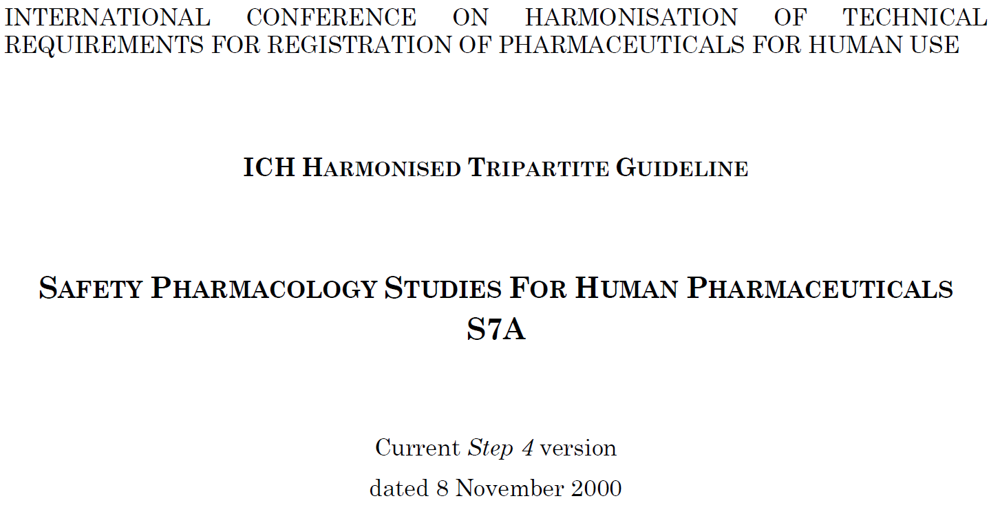 INTERNATIONAL CONFERENCE ON HARMONISATION OF TECHNICAL
REQUIREMENTS FOR REGISTRATION OF PHARMACEUTICALS FOR HUMAN USE
ICH HARMONISED TRIPARTITE GUIDELINE
SAFETY PHARMACOLOGY STUDIES FOR HUMAN PHARMACEUTICALS
S7A
Current Step 4 version
dated 8 November 2000